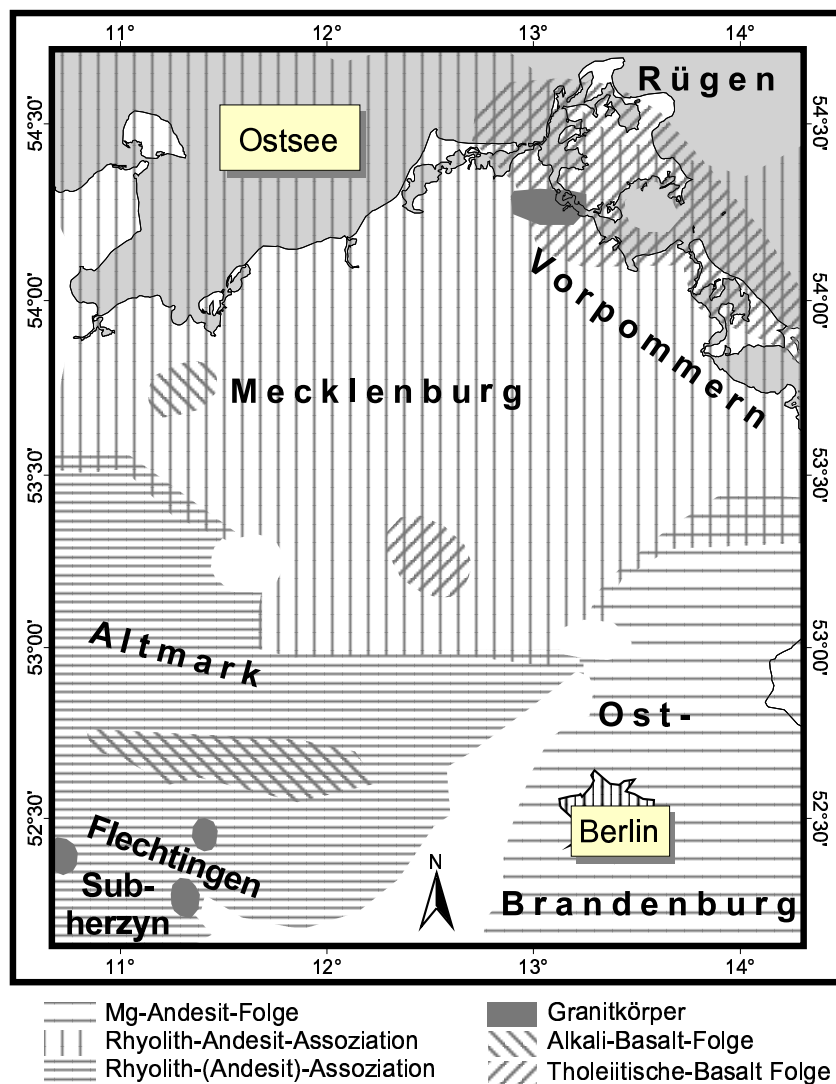 11° 12° 13° 14°
Rügen
54°30' 54°30'
Ostsee
Vorpommern
54°00' 54°00'
Mecklenburg
53°30' 53°30'
Altmark
53°00' 53°00'
Ost-
52°30' 52°30'
Flechtingen
Berlin
Sub-
herzyn
N
Brandenburg
11° 12° 13° 14°
Mg-Andesit-Folge
Rhyolith-Andesit-Assoziation
Rhyolith-(Andesit)-Assoziation
Granitkörper
Alkali-Basalt-Folge
Tholeiitische-Basalt Folge